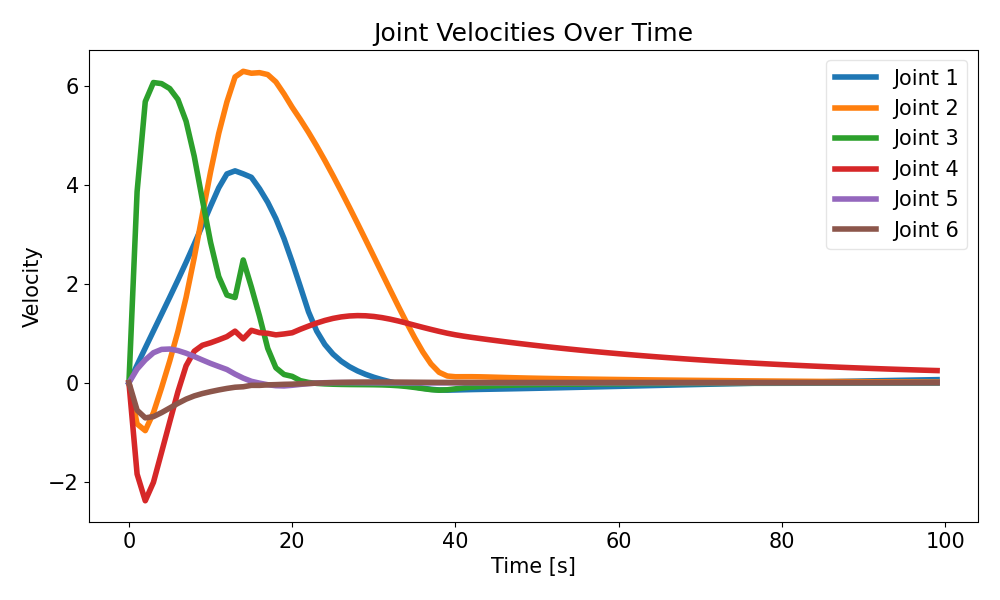 Joint Velocities Over Time
Joint 1
Joint 2
Joint 3
Joint 4
Joint 5
Joint 6
Velocity
6
4
2
0
−2
0 20 40 60 80 100
Time [s]